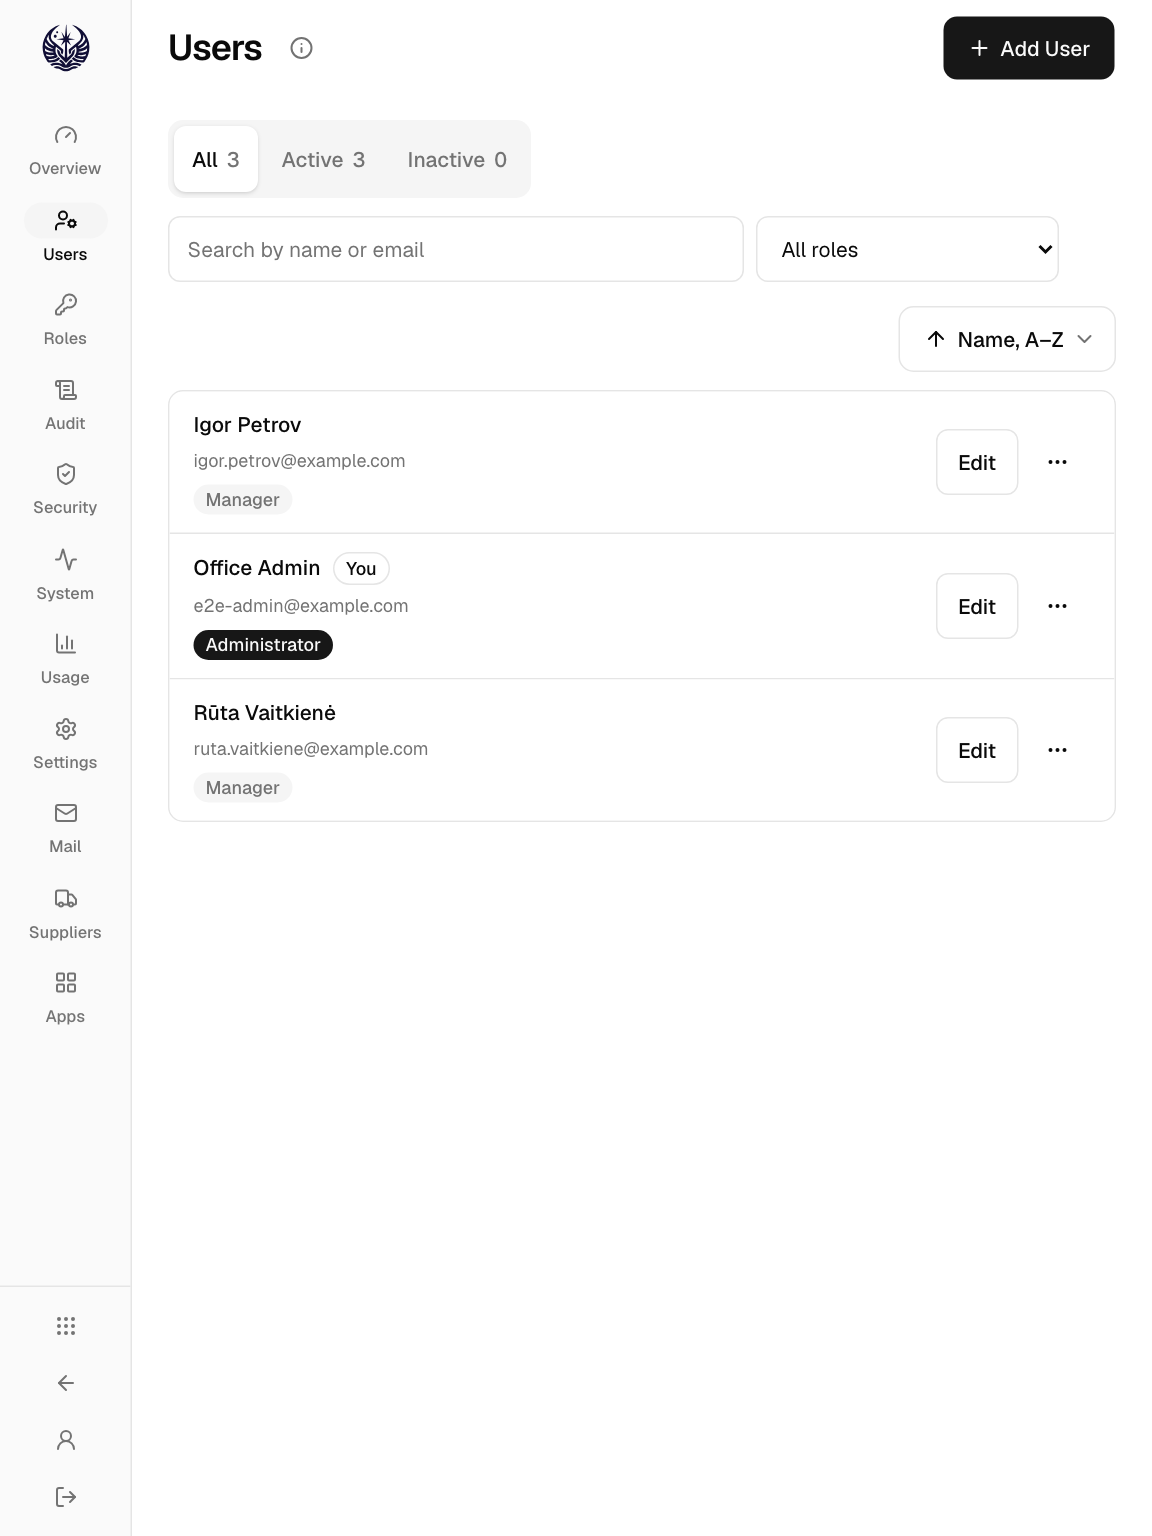 Users
Add User
Overview
Users
Roles
Audit
Security
System
Usage
Settings
Mail
Suppliers
Apps
All 3
Active 3
Inactive 0
Search by name or email
All roles
Name, A–Z
Igor Petrov
igor.petrov@example.com
Manager
Edit
Office Admin You
e2e-admin@example.com
Administrator
Edit
Rūta Vaitkienė
ruta.vaitkiene@example.com
Manager
Edit